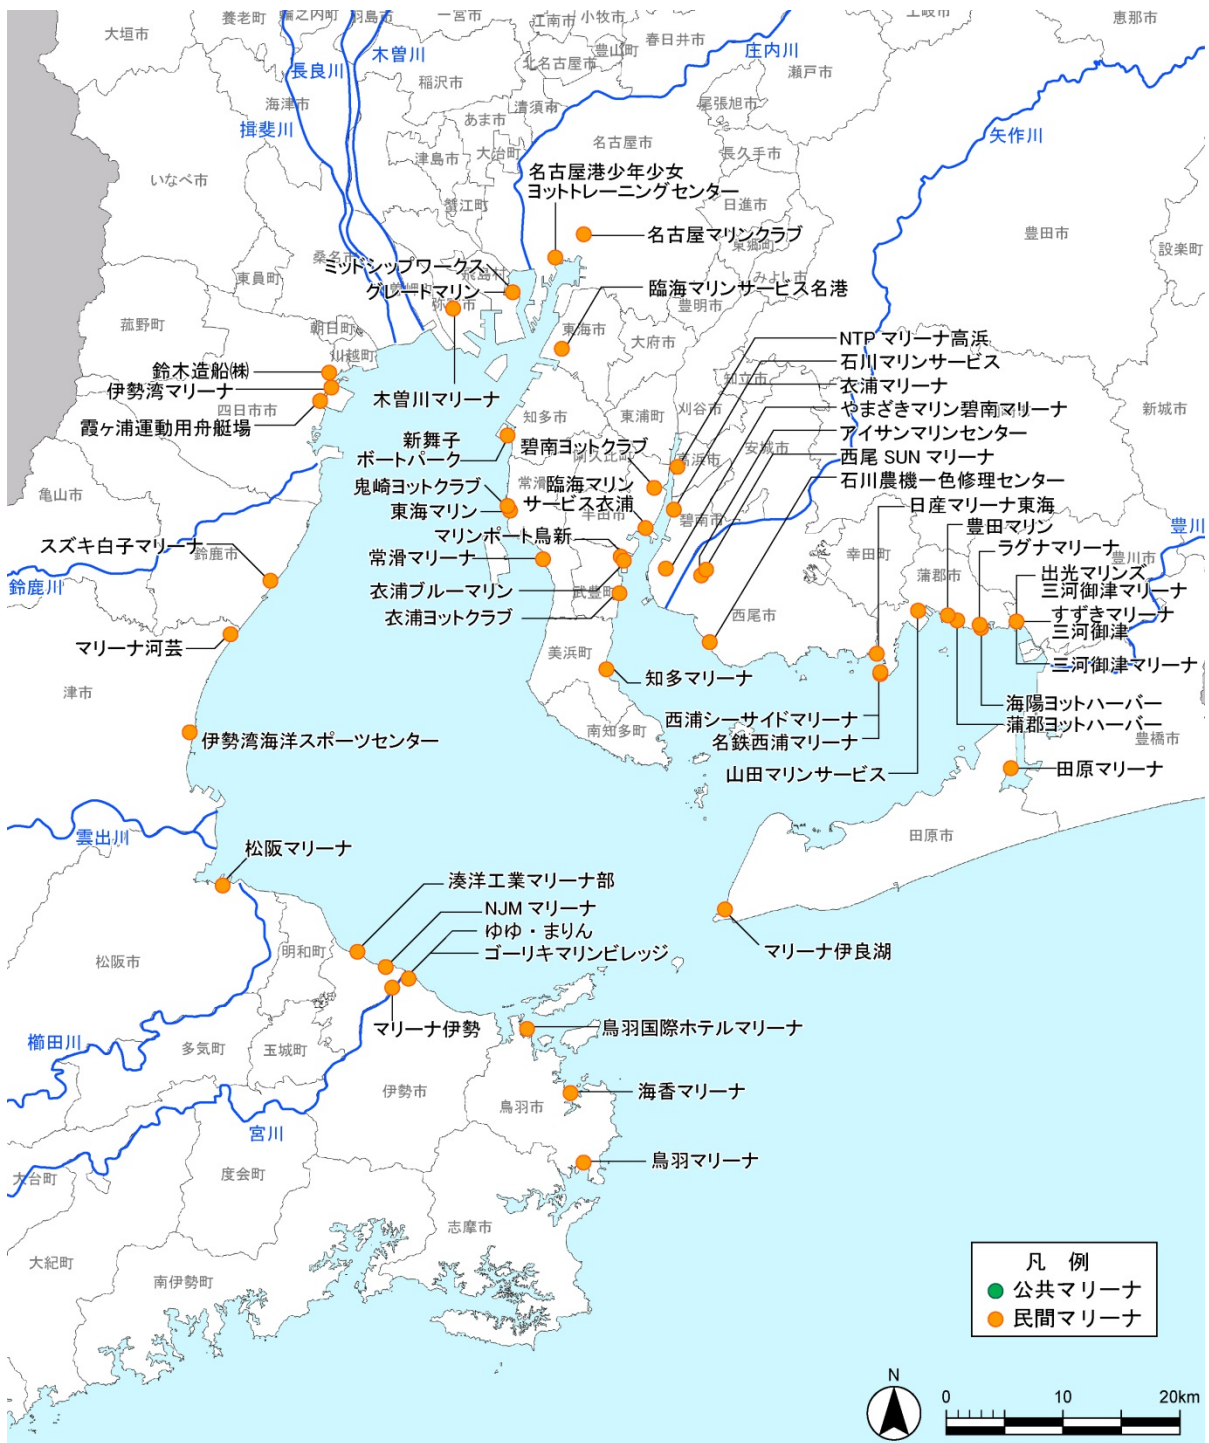 大垣市
養老町
羽島市
一宮市
江南市
小牧市
春日井市
土岐市
恵那市
木曽川
長良川
北名古屋市
豊山町
庄内川
瀬戸市
稲沢市
海津市
清須市
尾張旭市
あま市
揖斐川
名古屋市
矢作川
津島市
大治町
長久手市
いなべ市
名古屋港少年少女
ヨットトレーニングセンター
蟹江町
日進市
名古屋マリンクラブ
豊田市
東郷町
設楽町
桑名市
ミッドシップワークス
飛島村
東員町
グレートマリン
みよし市
臨海マリンサービス名港
弥富市
豊明市
菰野町
朝日町
東海市
大府市
NTP マリーナ高浜
川越町
石川マリンサービス
鈴木造船㈱
知立市
伊勢湾マリーナ
衣浦マリーナ
木曽川マリーナ
四日市市
知多市
東浦町
刈谷市
やまざきマリン碧南マリーナ
新城市
霞ヶ浦運動用舟艇場
アイサンマリンセンター
新舞子
ボートパーク
碧南ヨットクラブ
安城市
西尾 SUN マリーナ
阿久比町
高浜市
石川農機一色修理センター
鬼崎ヨットクラブ
常滑市
臨海マリン
サービス衣浦
亀山市
東海マリン
半田市
碧南市
日産マリーナ東海
豊田マリン
豊川
マリンポート鳥新
スズキ白子マリーナ
鈴鹿市
ラグナマリーナ
常滑マリーナ
幸田町
豊川市
蒲郡市
出光マリンズ
三河御津マリーナ
鈴鹿川
衣浦ブルーマリン
武豊町
衣浦ヨットクラブ
西尾市
すずきマリーナ
三河御津
マリーナ河芸
美浜町
三河御津マリーナ
知多マリーナ
津市
海陽ヨットハーバー
西浦シーサイドマリーナ
蒲郡ヨットハーバー
南知多町
伊勢湾海洋スポーツセンター
名鉄西浦マリーナ
豊橋市
山田マリンサービス
田原マリーナ
雲出川
田原市
松阪マリーナ
湊洋工業マリーナ部
NJM マリーナ
ゆゆ・まりん
明和町
マリーナ伊良湖
ゴーリキマリンビレッジ
松阪市
マリーナ伊勢
鳥羽国際ホテルマリーナ
櫛田川
多気町
玉城町
伊勢市
海香マリーナ
鳥羽市
宮川
鳥羽マリーナ
大台町
度会町
志摩市
大紀町
南伊勢町
凡 例
公共マリーナ
民間マリーナ
N
0 10 20km